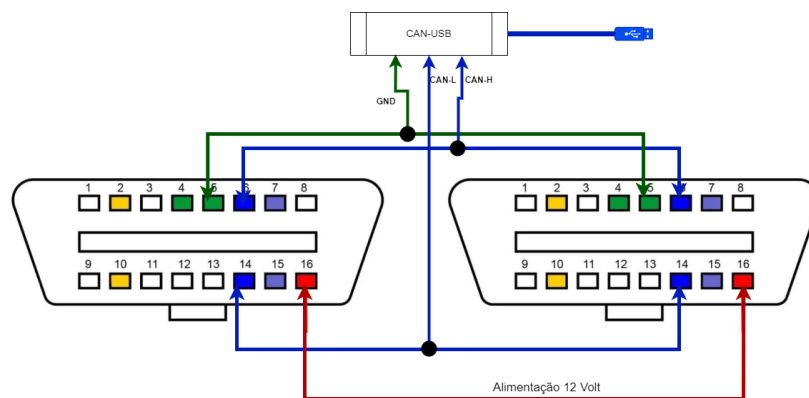 CAN-USB
CAN-L
CAN-H
GND
1 2 3 4 5 6 7 8
1 2 3 4 5 6 7 8
9 10 11 12 13 14 15 16
9 10 11 12 13 14 15 16
Alimentação 12 Volt